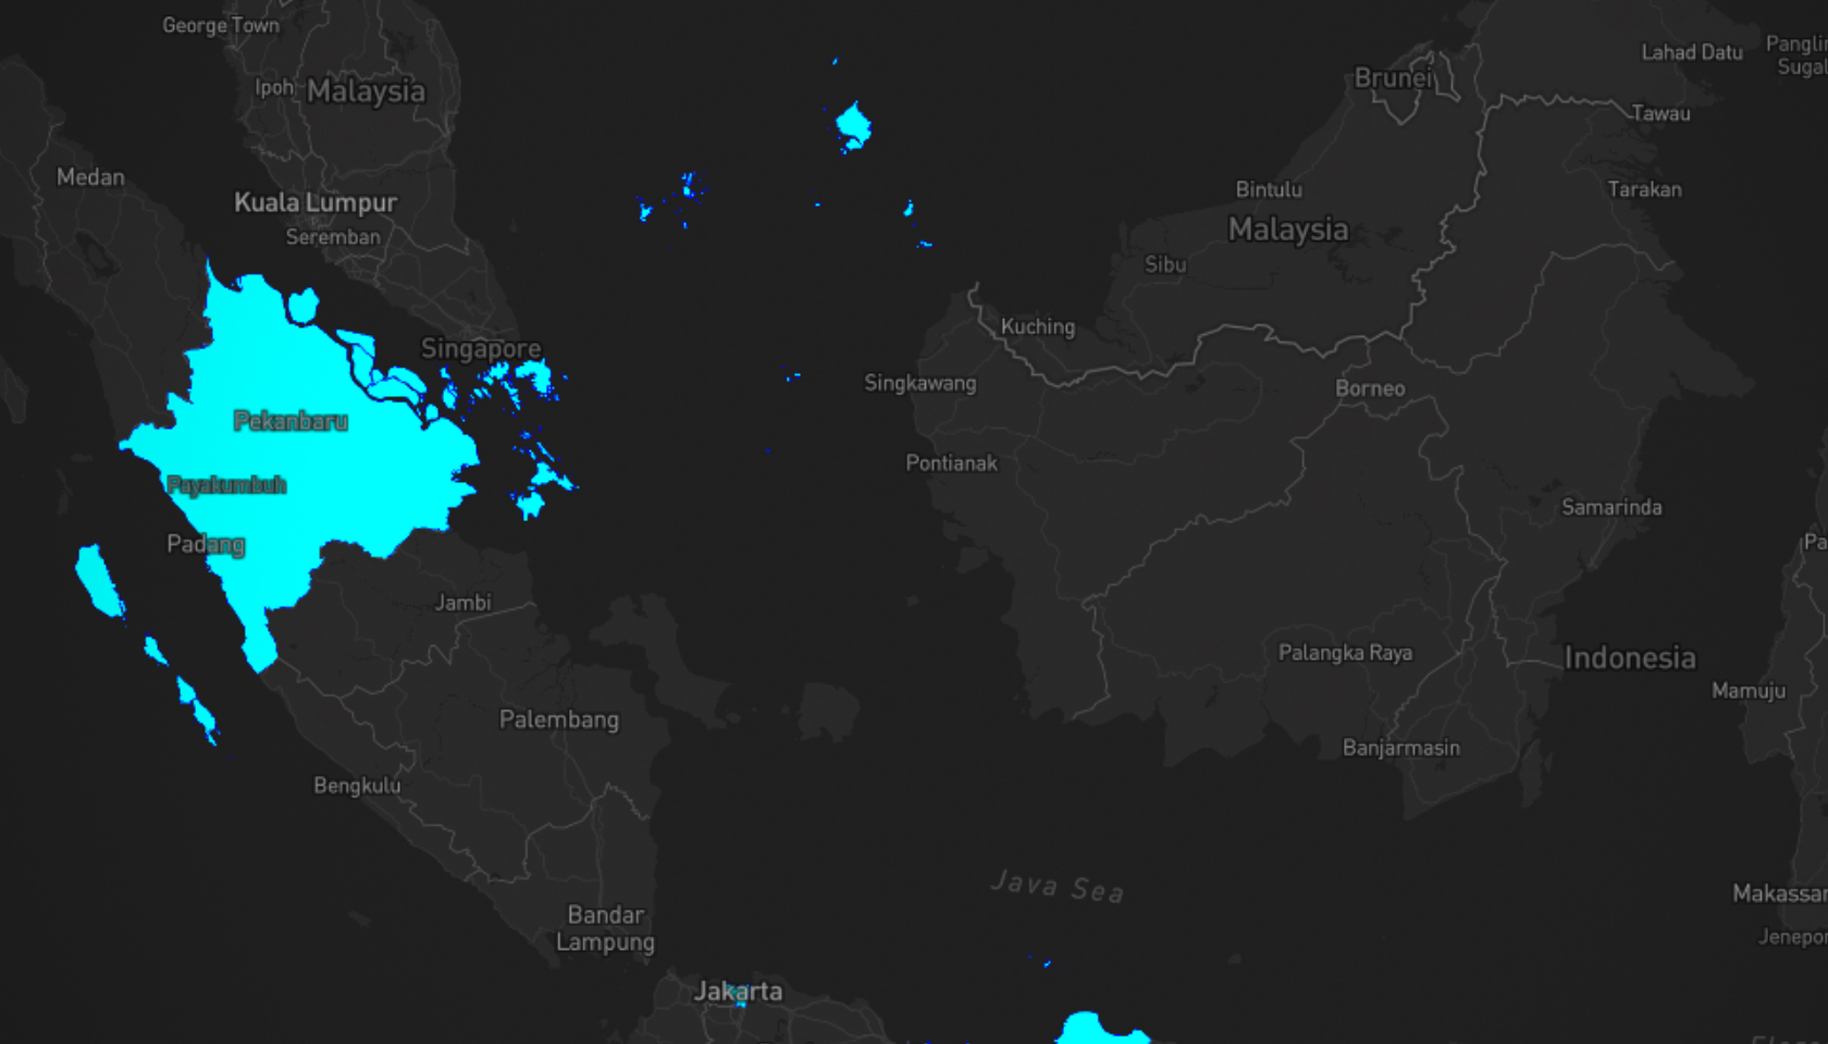 George Town
Lahad Datu
Panglim
Sugal
Ipoh
Malaysia
Brunei
Tawau
Medan
Kuala Lumpur
Seremban
Bintulu
Malaysia
Tarakan
Sibu
Kuching
Singapore
Singkawang
Borneo
Pekanbaru
Pontianak
Payakumbuh
Samarinda
Padang
Pa
Jambi
Palangka Raya
Indonesia
Mamuju
Palembang
Banjarmasin
Bengkulu
Java Sea
Makassar
Bandar
Lampung
Jenepon
Jakarta